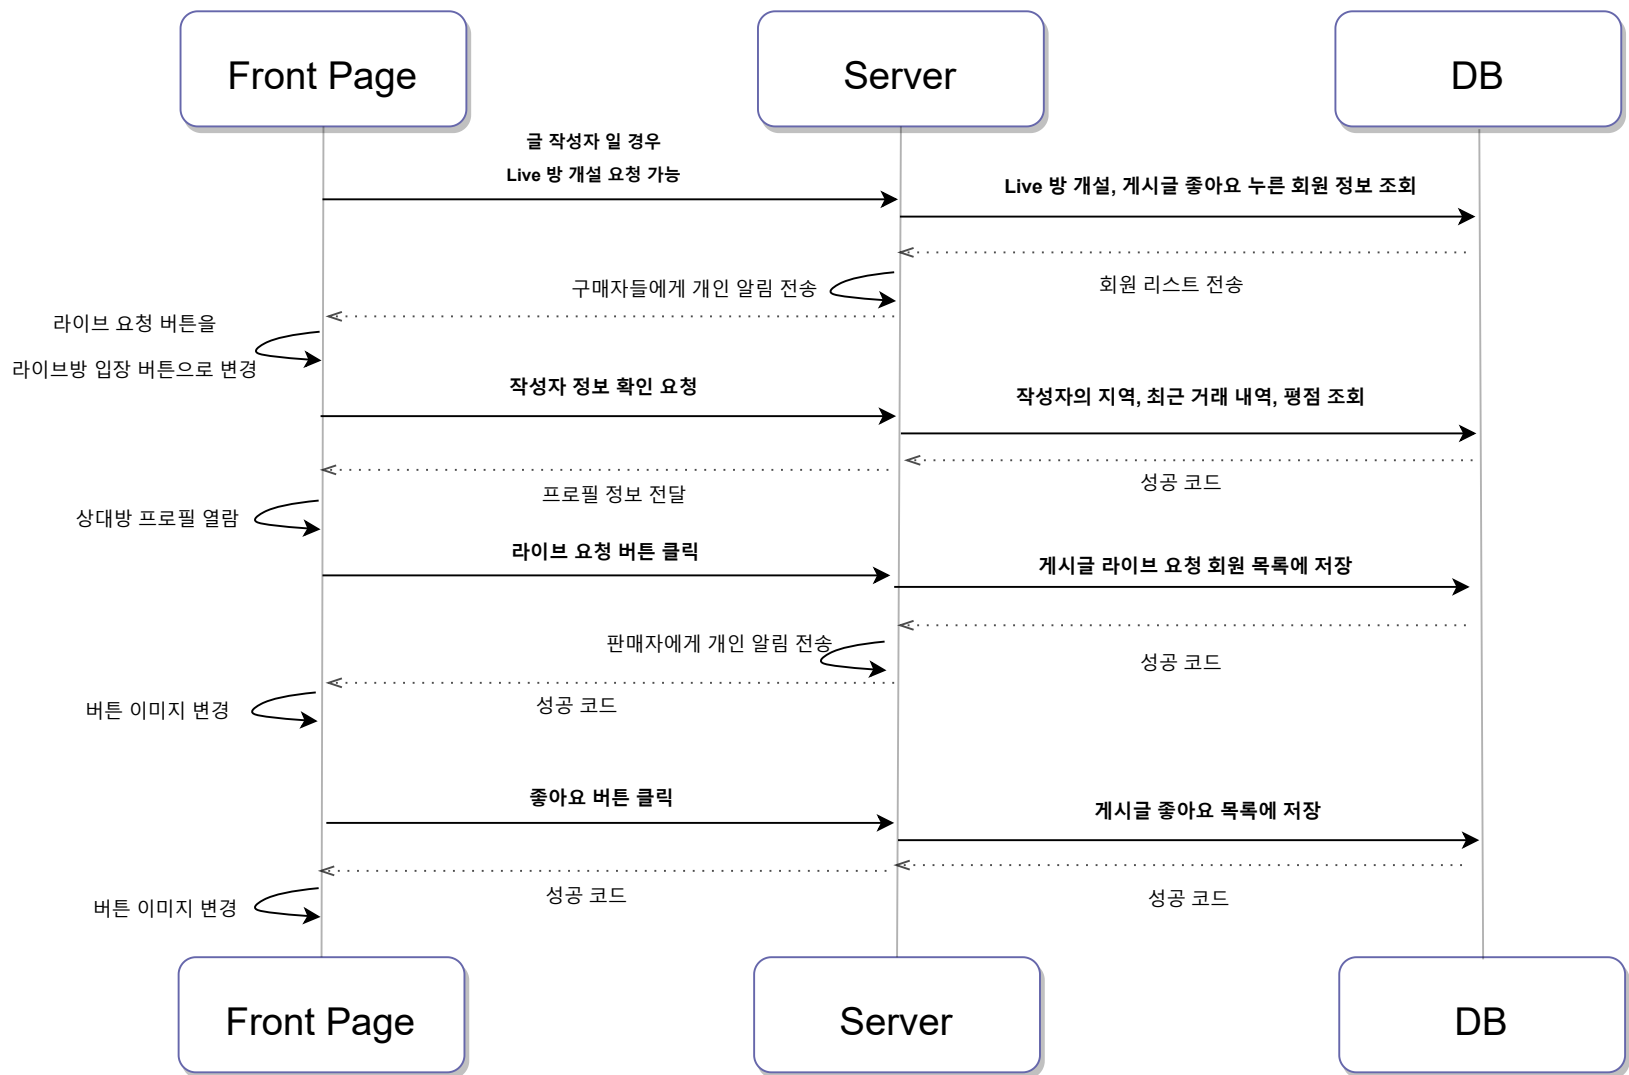 Front Page
Server
DB
글 작성자 일 경우
Live 방 개설 요청 가능
Live 방 개설, 게시글 좋아요 누른 회원 정보 조회
구매자들에게 개인 알림 전송
회원 리스트 전송
라이브 요청 버튼을
라이브방 입장 버튼으로 변경
작성자 정보 확인 요청
작성자의 지역, 최근 거래 내역, 평점 조회
성공 코드
프로필 정보 전달
상대방 프로필 열람
라이브 요청 버튼 클릭
게시글 라이브 요청 회원 목록에 저장
판매자에게 개인 알림 전송
성공 코드
성공 코드
버튼 이미지 변경
좋아요 버튼 클릭
게시글 좋아요 목록에 저장
성공 코드
성공 코드
버튼 이미지 변경
Front Page
Server
DB